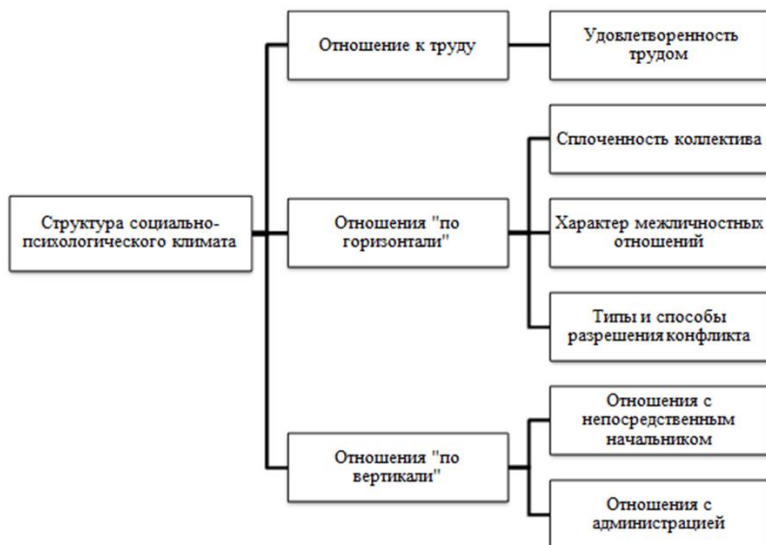 Отношение к труду
Удовлетворенность
трудом
Сплоченность коллектива
Структура социально-
психологического климата
Отношения "по
горизонтали"
Характер межличностных
отношений
Типы и способы
разрешения конфликта
Отношения с
непосредственным
начальником
Отношения "по
вертикали"
Отношения с
администрацией